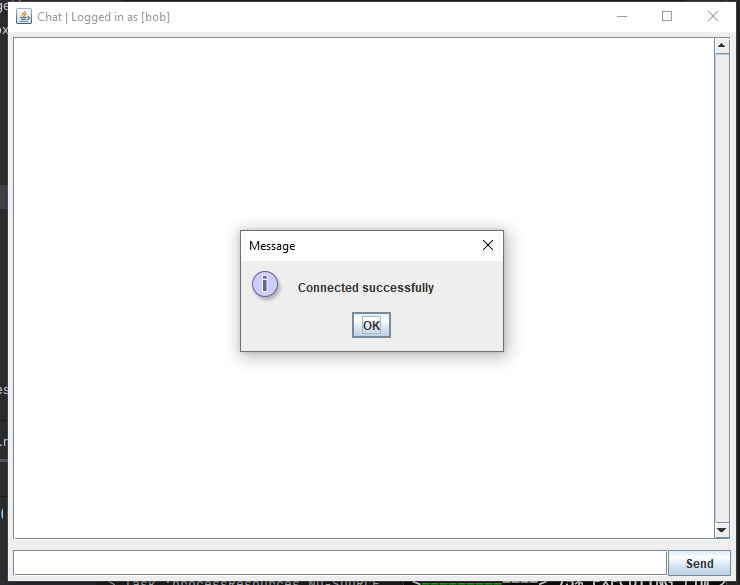 Chat | Logged in as [bob]
Message
Connected successfully
OK
Send